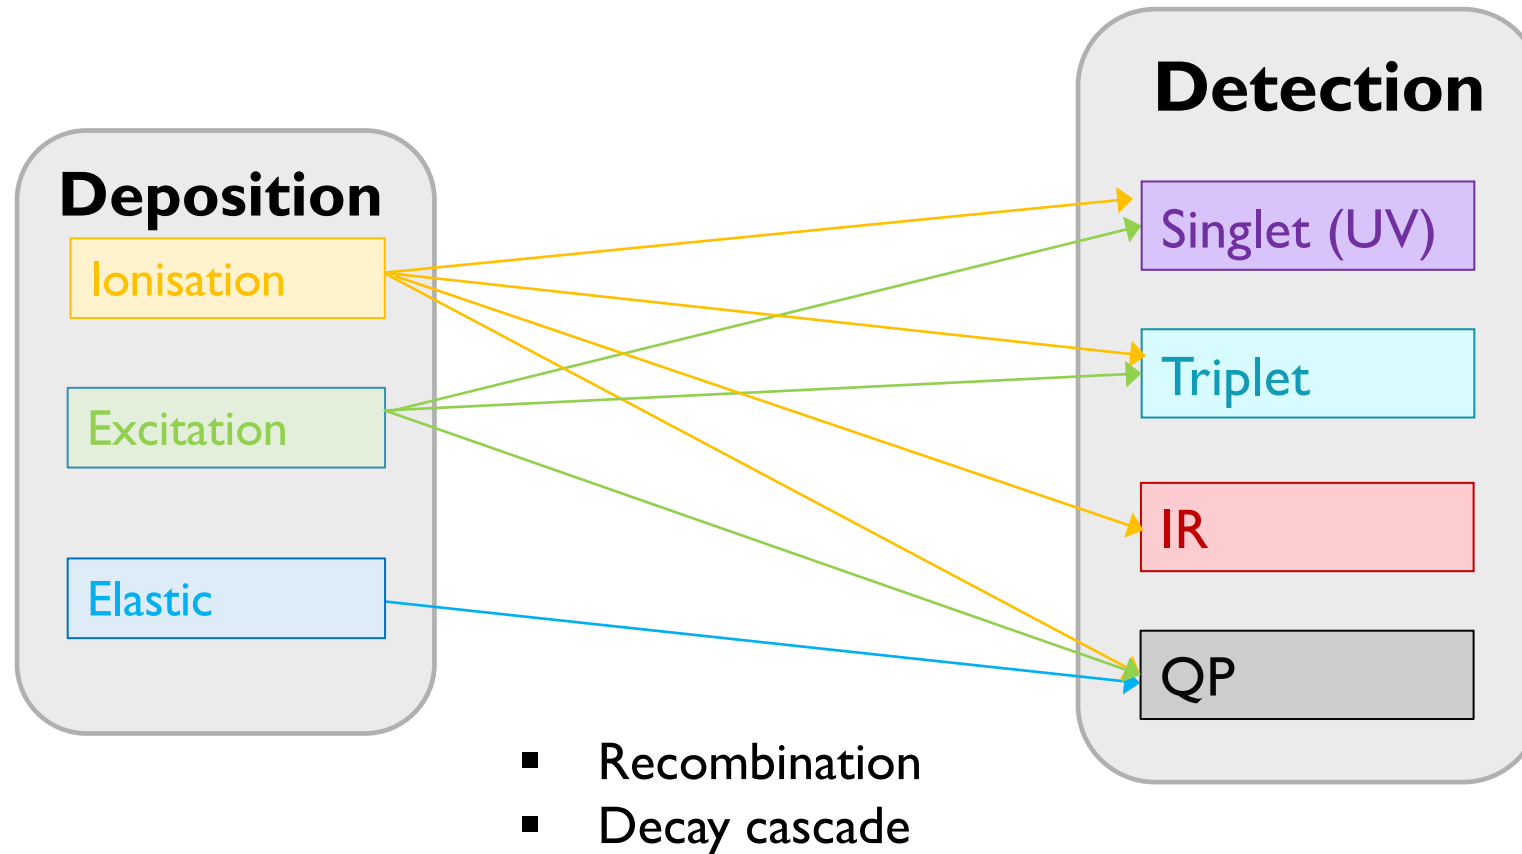 Deposition
Ionisation
Excitation
Elastic
Detection
Singlet (UV)
Triplet
IR
QP
▪ Recombination
▪ Decay cascade